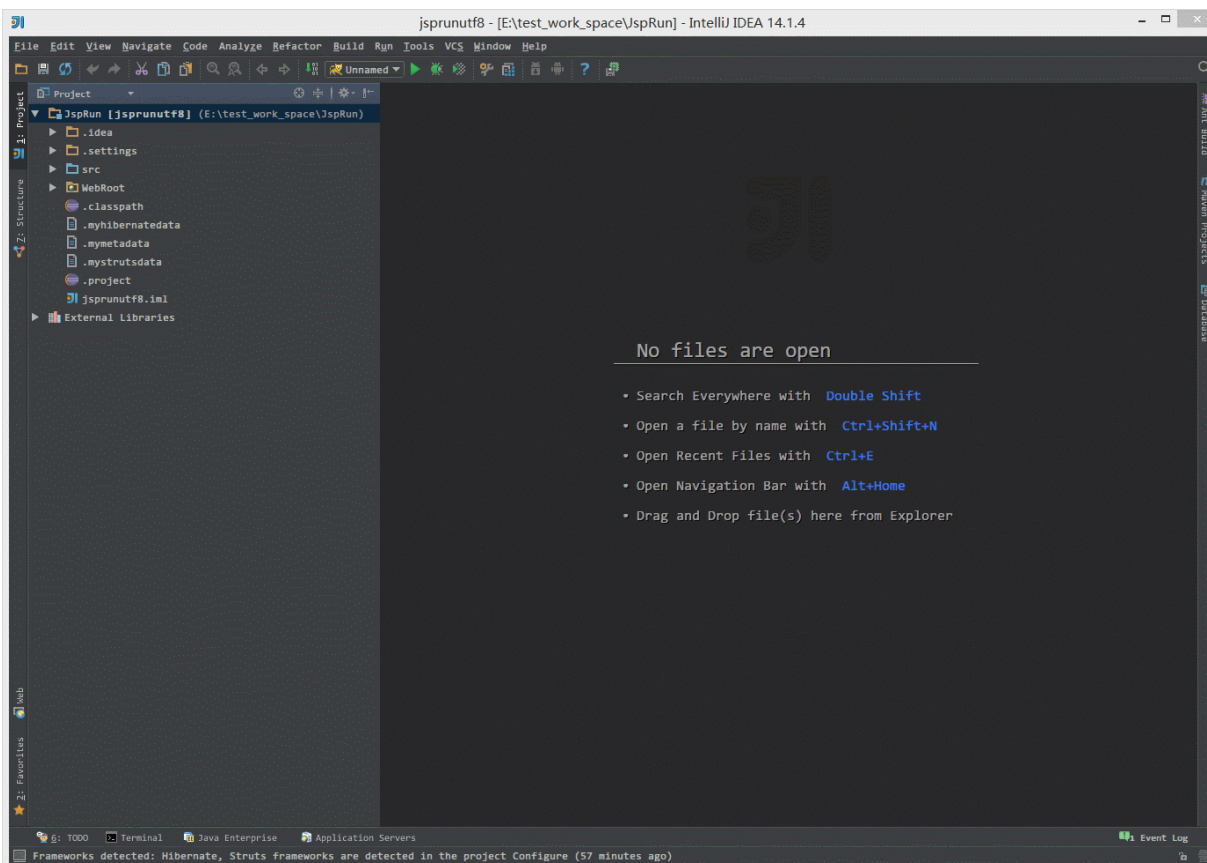 jsprunutf8 - [E:\test_work_space\JspRun] - IntelliJ IDEA 14.1.4
File Edit View Navigate Code Analyze Refactor Build Run Tools VCS Window Help
Unnamed
Project
JspRun [jsprunutf8] (E:\test_work_space\JspRun)
.idea
.settings
src
WebRoot
.classpath
.myhibernatedata
.mymetadata
.mystrutsdata
.project
jsprunutf8.iml
External Libraries
1: Project
Z: Structure
Web
2: Favorites
No files are open
• Search Everywhere with Double Shift
• Open a file by name with Ctrl+Shift+N
• Open Recent Files with Ctrl+E
• Open Navigation Bar with Alt+Home
• Drag and Drop file(s) here from Explorer
Ant Build
Maven Projects
Database
6: TODO Terminal Java Enterprise Application Servers 1 Event Log
Frameworks detected: Hibernate, Struts frameworks are detected in the project Configure (57 minutes ago)